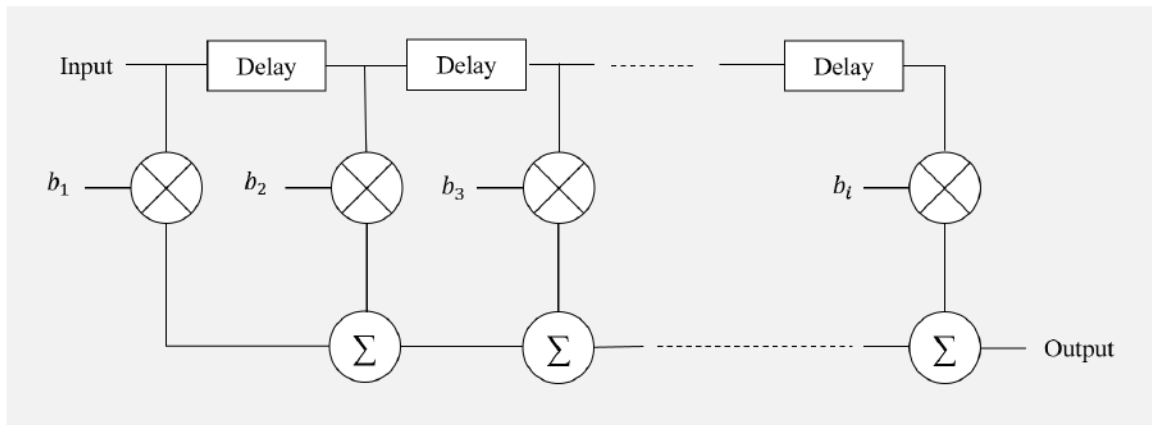 Input Delay Delay Delay
b₁ b₂ b₃ bᵢ
Σ Σ Σ Output